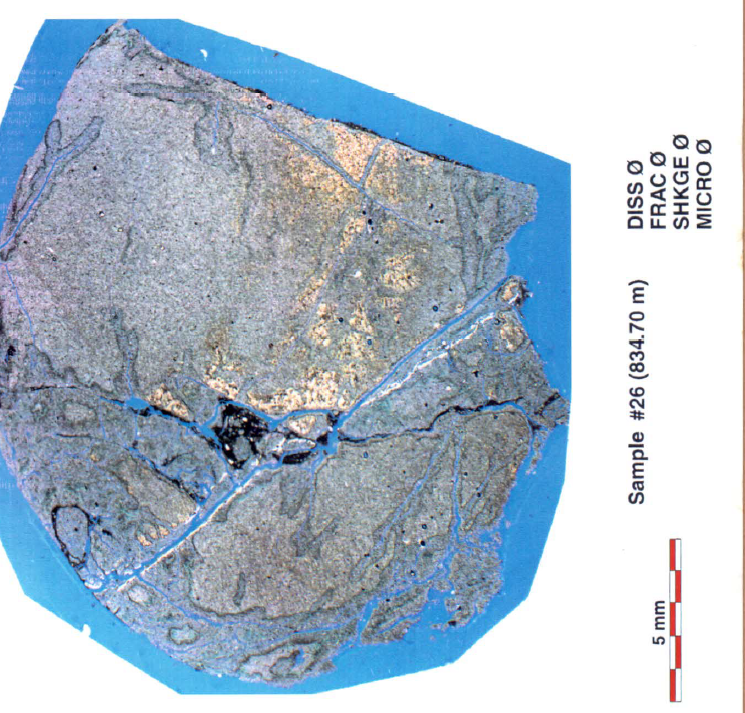 DISS Ø
FRAC Ø
SHKGE Ø
MICRO Ø
Sample #26 (834.70 m)
5 mm